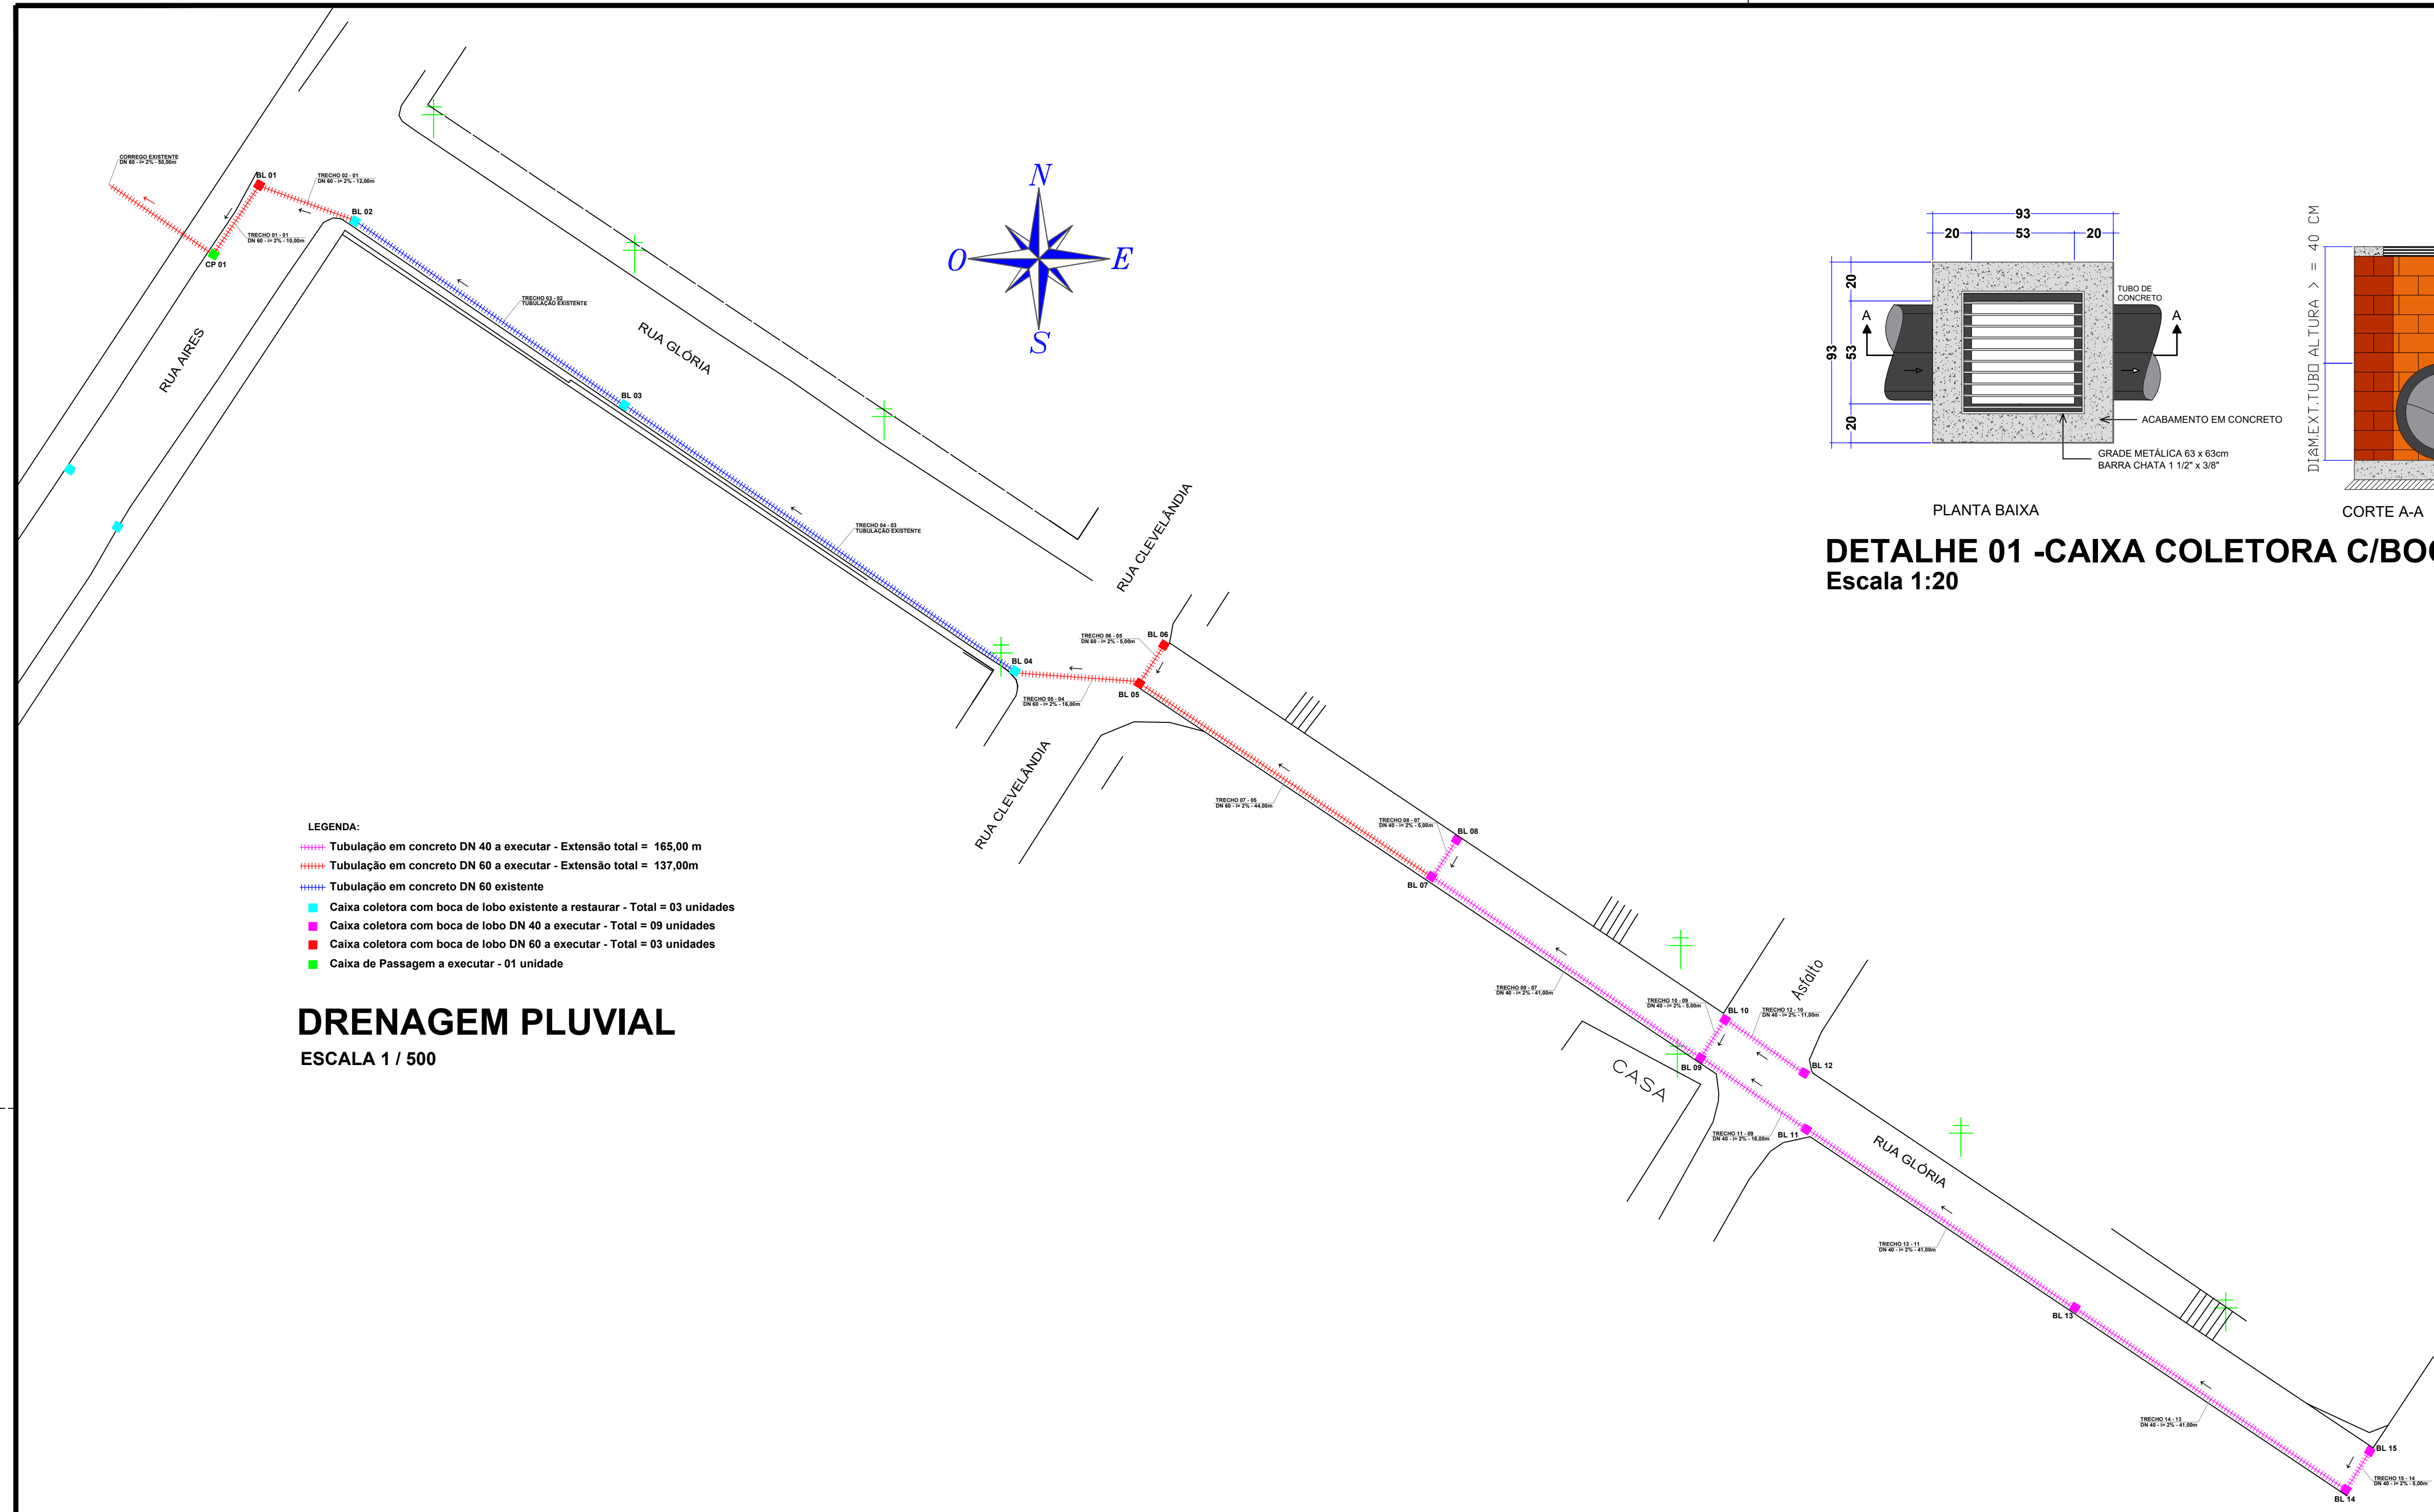 CORREGO EXISTENTE
DN 60 - i= 2% - 50,00m
BL 01
TRECHO 02 - 01
DN 60 - i= 2% - 12,00m
BL 02
TRECHO 01 - 01
DN 60 - i= 2% - 10,00m
CP 01
RUA AIRES
TRECHO 03 - 02
TUBULAÇÃO EXISTENTE
RUA GLÓRIA
BL 03
TRECHO 04 - 03
TUBULAÇÃO EXISTENTE
N
O
E
S
RUA CLEVELÂNDIA
TRECHO 06 - 05
DN 60 - i= 2% - 5,00m
BL 06
BL 04
BL 05
TRECHO 05 - 04
DN 60 - i= 2% - 16,00m
RUA CLEVELÂNDIA
TRECHO 07 - 05
DN 60 - i= 2% - 44,00m
TRECHO 08 - 07
DN 40 - i= 2% - 5,00m
BL 08
BL 07
TRECHO 09 - 07
DN 40 - i= 2% - 41,00m
TRECHO 10 - 09
DN 40 - i= 2% - 5,00m
BL 10
Asfalto
TRECHO 12 - 10
DN 40 - i= 2% - 11,00m
BL 09
BL 12
CASA
TRECHO 11 - 09
DN 40 - i= 2% - 16,00m
BL 11
RUA GLÓRIA
TRECHO 13 - 11
DN 40 - i= 2% - 41,00m
BL 13
TRECHO 14 - 13
DN 40 - i= 2% - 41,00m
BL 15
TRECHO 15 - 14
DN 40 - i= 2% - 5,00m
BL 14
93
20
53
20
93
20
53
20
A
A
TUBO DE
CONCRETO
ACABAMENTO EM CONCRETO
GRADE METÁLICA 63 x 63cm
BARRA CHATA 1 1/2" x 3/8"
PLANTA BAIXA
DIAM.EXT.TUBO
ALTURA > = 40 CM
CORTE A-A
DETALHE 01 -CAIXA COLETORA C/BO
Escala 1:20
LEGENDA:
Tubulação em concreto DN 40 a executar - Extensão total = 165,00 m
Tubulação em concreto DN 60 a executar - Extensão total = 137,00m
Tubulação em concreto DN 60 existente
Caixa coletora com boca de lobo existente a restaurar - Total = 03 unidades
Caixa coletora com boca de lobo DN 40 a executar - Total = 09 unidades
Caixa coletora com boca de lobo DN 60 a executar - Total = 03 unidades
Caixa de Passagem a executar - 01 unidade
DRENAGEM PLUVIAL
ESCALA 1 / 500